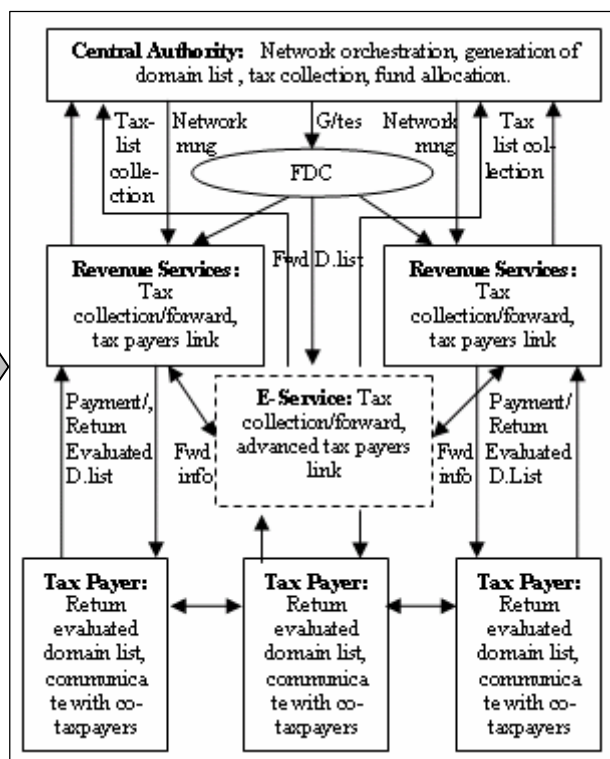 Central Authority: Network orchestration, generation of
domain list , tax collection, fund allocation.
Tax-
list
colle-
ction
Network
mng
G/tes
Network
mng
Tax
list col-
lection
FDC
Fwd D.list
Revenue Services:
Tax
collection/forward,
tax payers link
Revenue Services:
Tax
collection/forward,
tax payers link
E-Service: Tax
collection/forward,
advanced tax payers
link
Payment/,
Return
Evaluated
D.list
Fwd
info
Fwd
info
Payment/
Return
Evaluated
D.List
Tax Payer:
Return
evaluated
domain list,
communica
te with co-
taxpayers
Tax Payer:
Return
evaluated
domain list,
communica
te with co-
taxpayers
Tax Payer:
Return
evaluated
domain list,
communica
te with co-
taxpayers